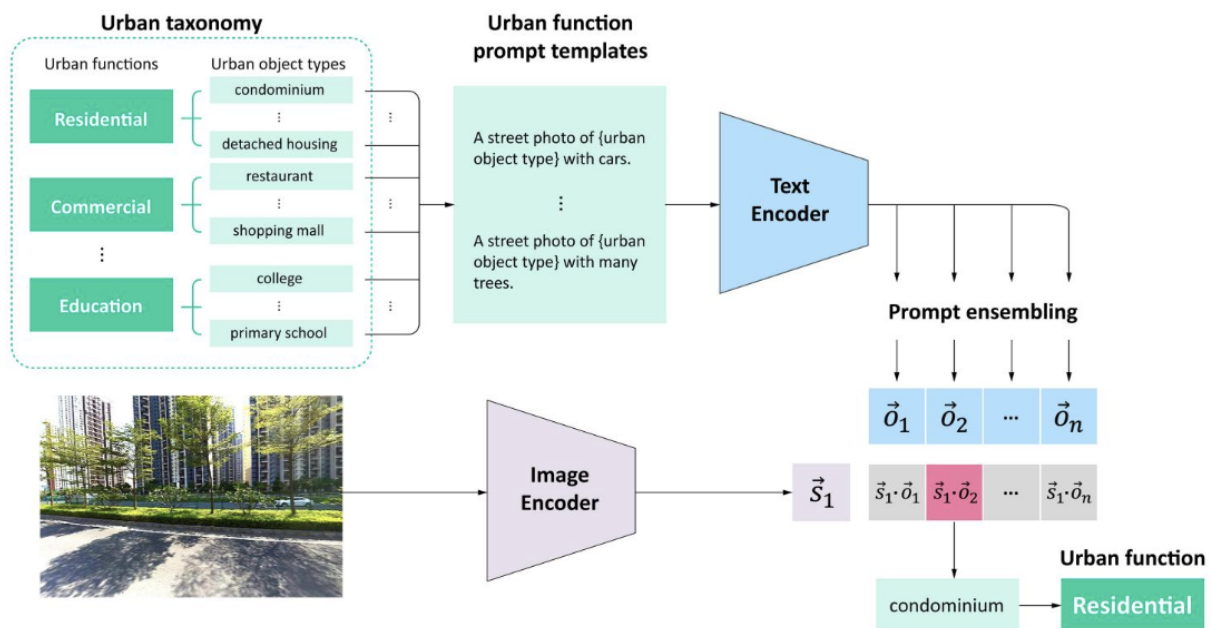 Urban taxonomy
Urban functions
Urban object types
Residential
condominium
⋮
detached housing
⋮
Commercial
restaurant
⋮
shopping mall
⋮
Education
college
⋮
primary school
⋮
Urban function
prompt templates
A street photo of {urban
object type} with cars.
⋮
A street photo of {urban
object type} with many
trees.
Text
Encoder
Prompt ensembling
o⃗₁ o⃗₂ ... o⃗ₙ
Image
Encoder
s⃗₁
s⃗₁·o⃗₁ s⃗₁·o⃗₂ ... s⃗₁·o⃗ₙ
condominium
Urban function
Residential